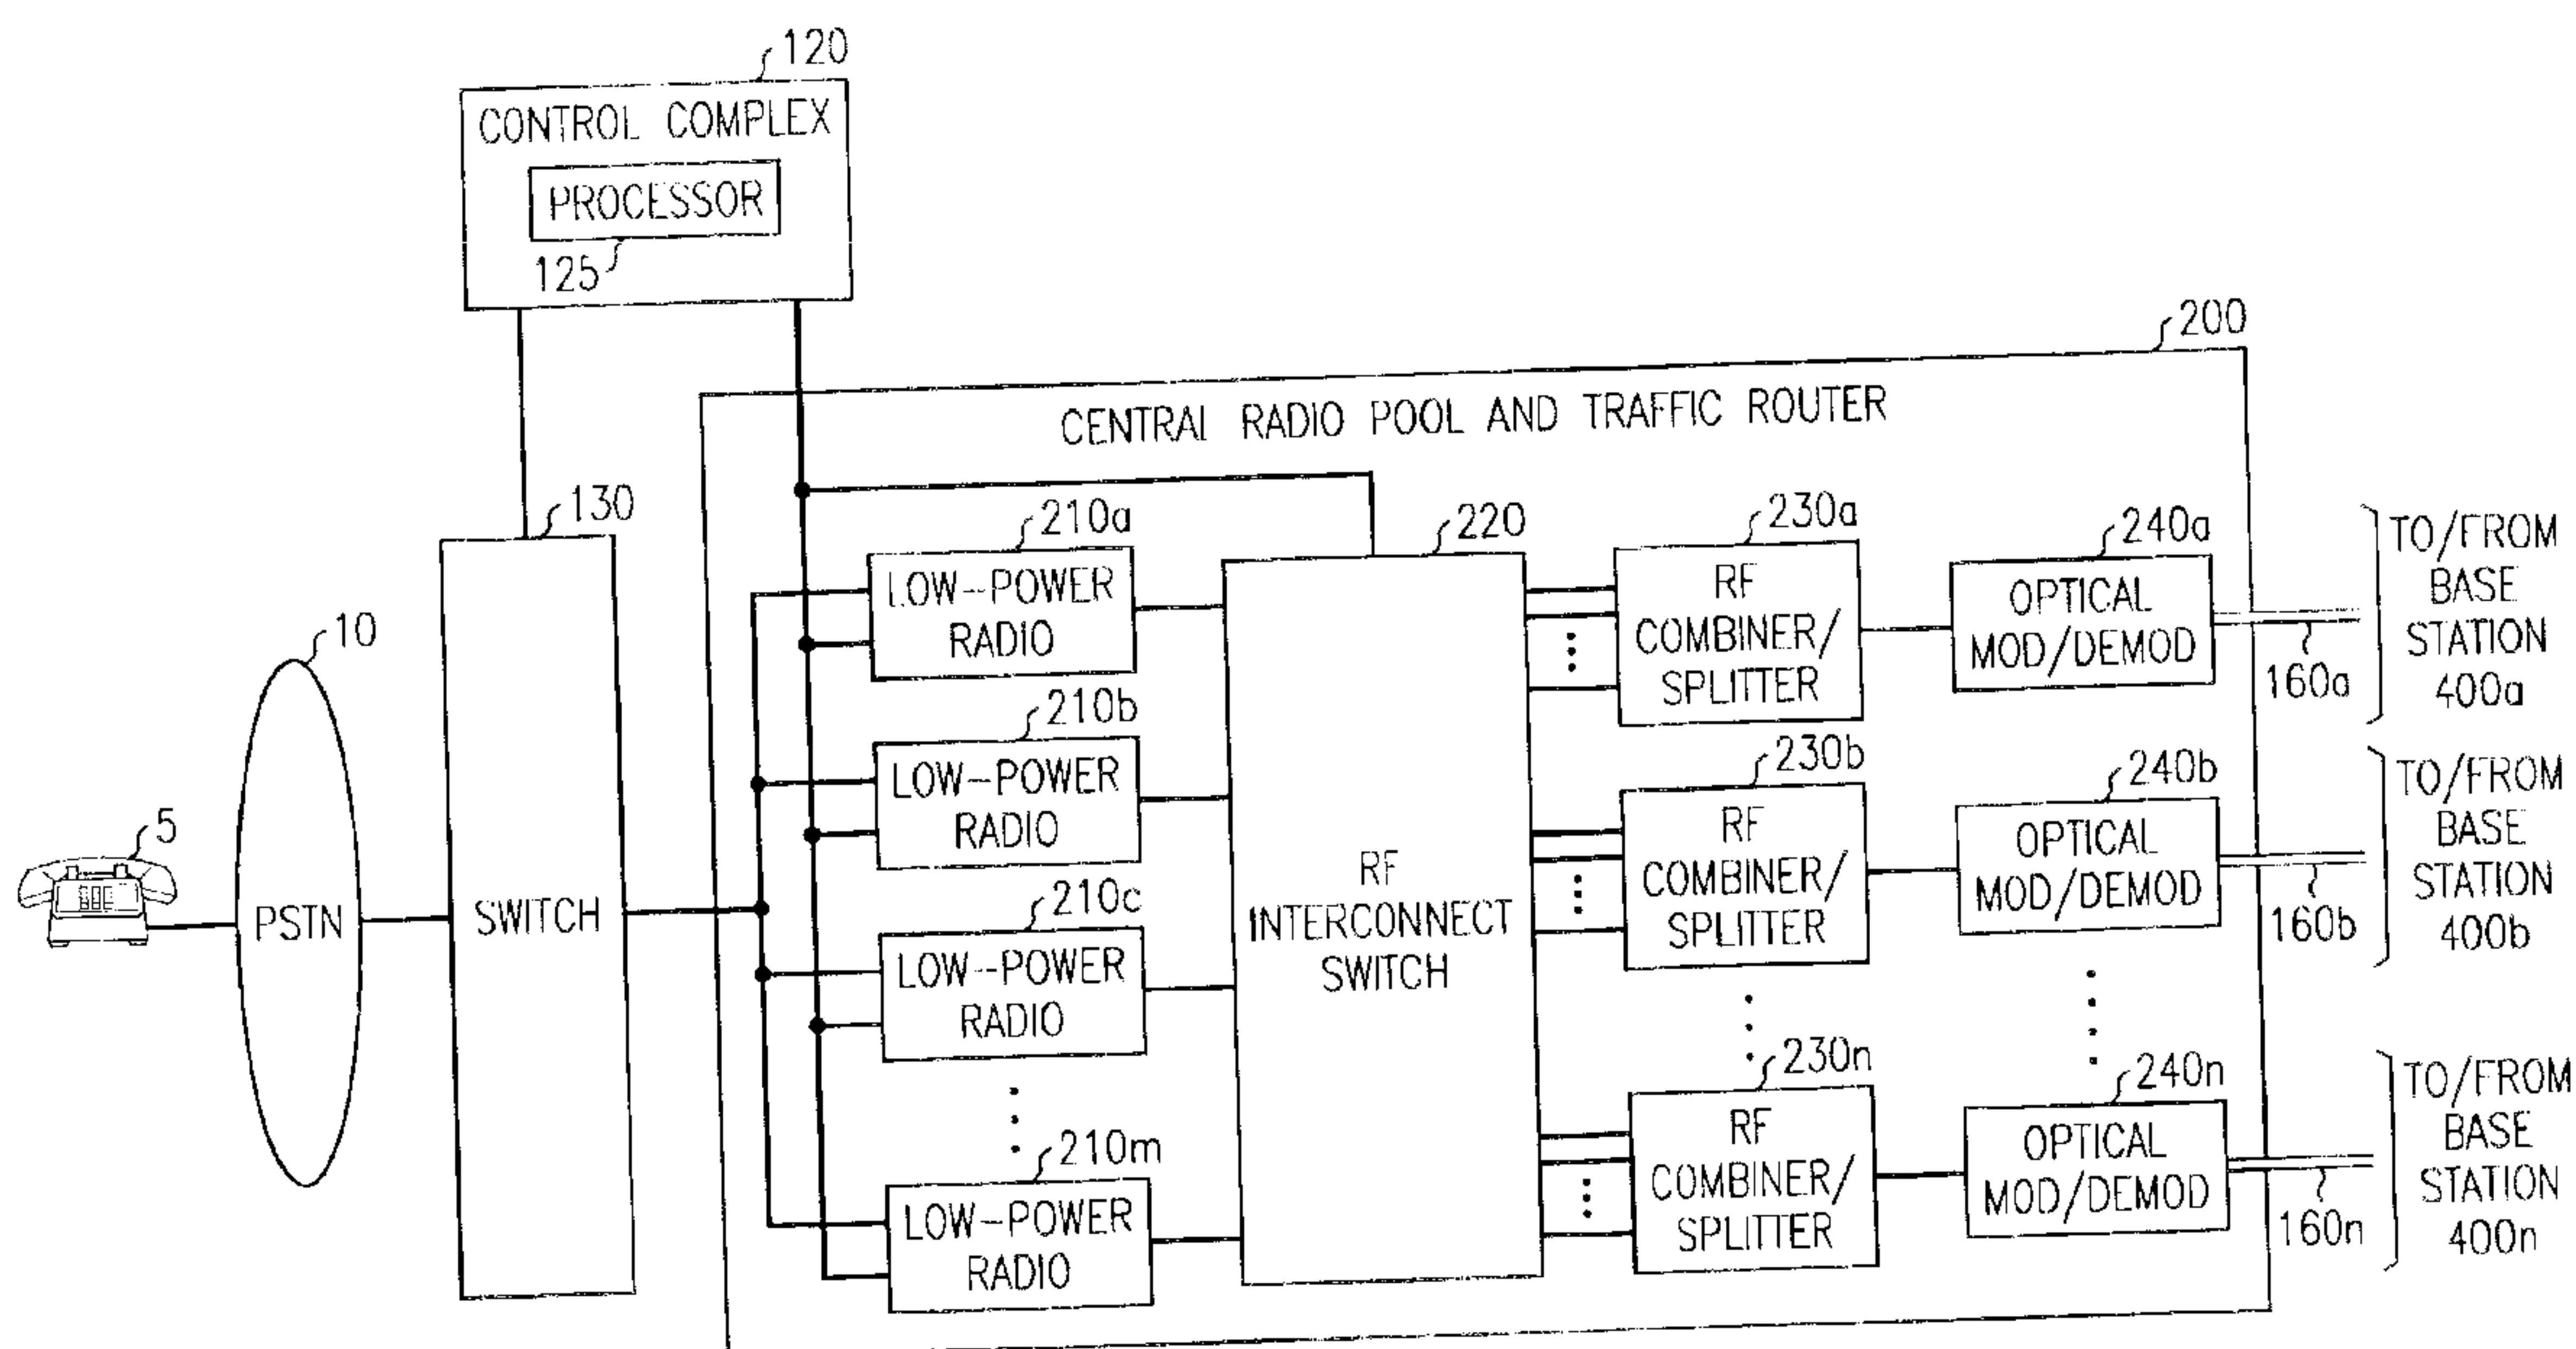 120
CONTROL COMPLEX
PROCESSOR
125
200
CENTRAL RADIO POOL AND TRAFFIC ROUTER
130
SWITCH
10
PSTN
5
210a
LOW-POWER
RADIO
210b
LOW-POWER
RADIO
210c
LOW-POWER
RADIO
210m
LOW-POWER
RADIO
220
RF
INTERCONNECT
SWITCH
230a
RF
COMBINER/
SPLITTER
240a
OPTICAL
MOD/DEMOD
160a
TO/FROM
BASE
STATION
400a
230b
RF
COMBINER/
SPLITTER
240b
OPTICAL
MOD/DEMOD
160b
TO/FROM
BASE
STATION
400b
230n
RF
COMBINER/
SPLITTER
240n
OPTICAL
MOD/DEMOD
160n
TO/FROM
BASE
STATION
400n